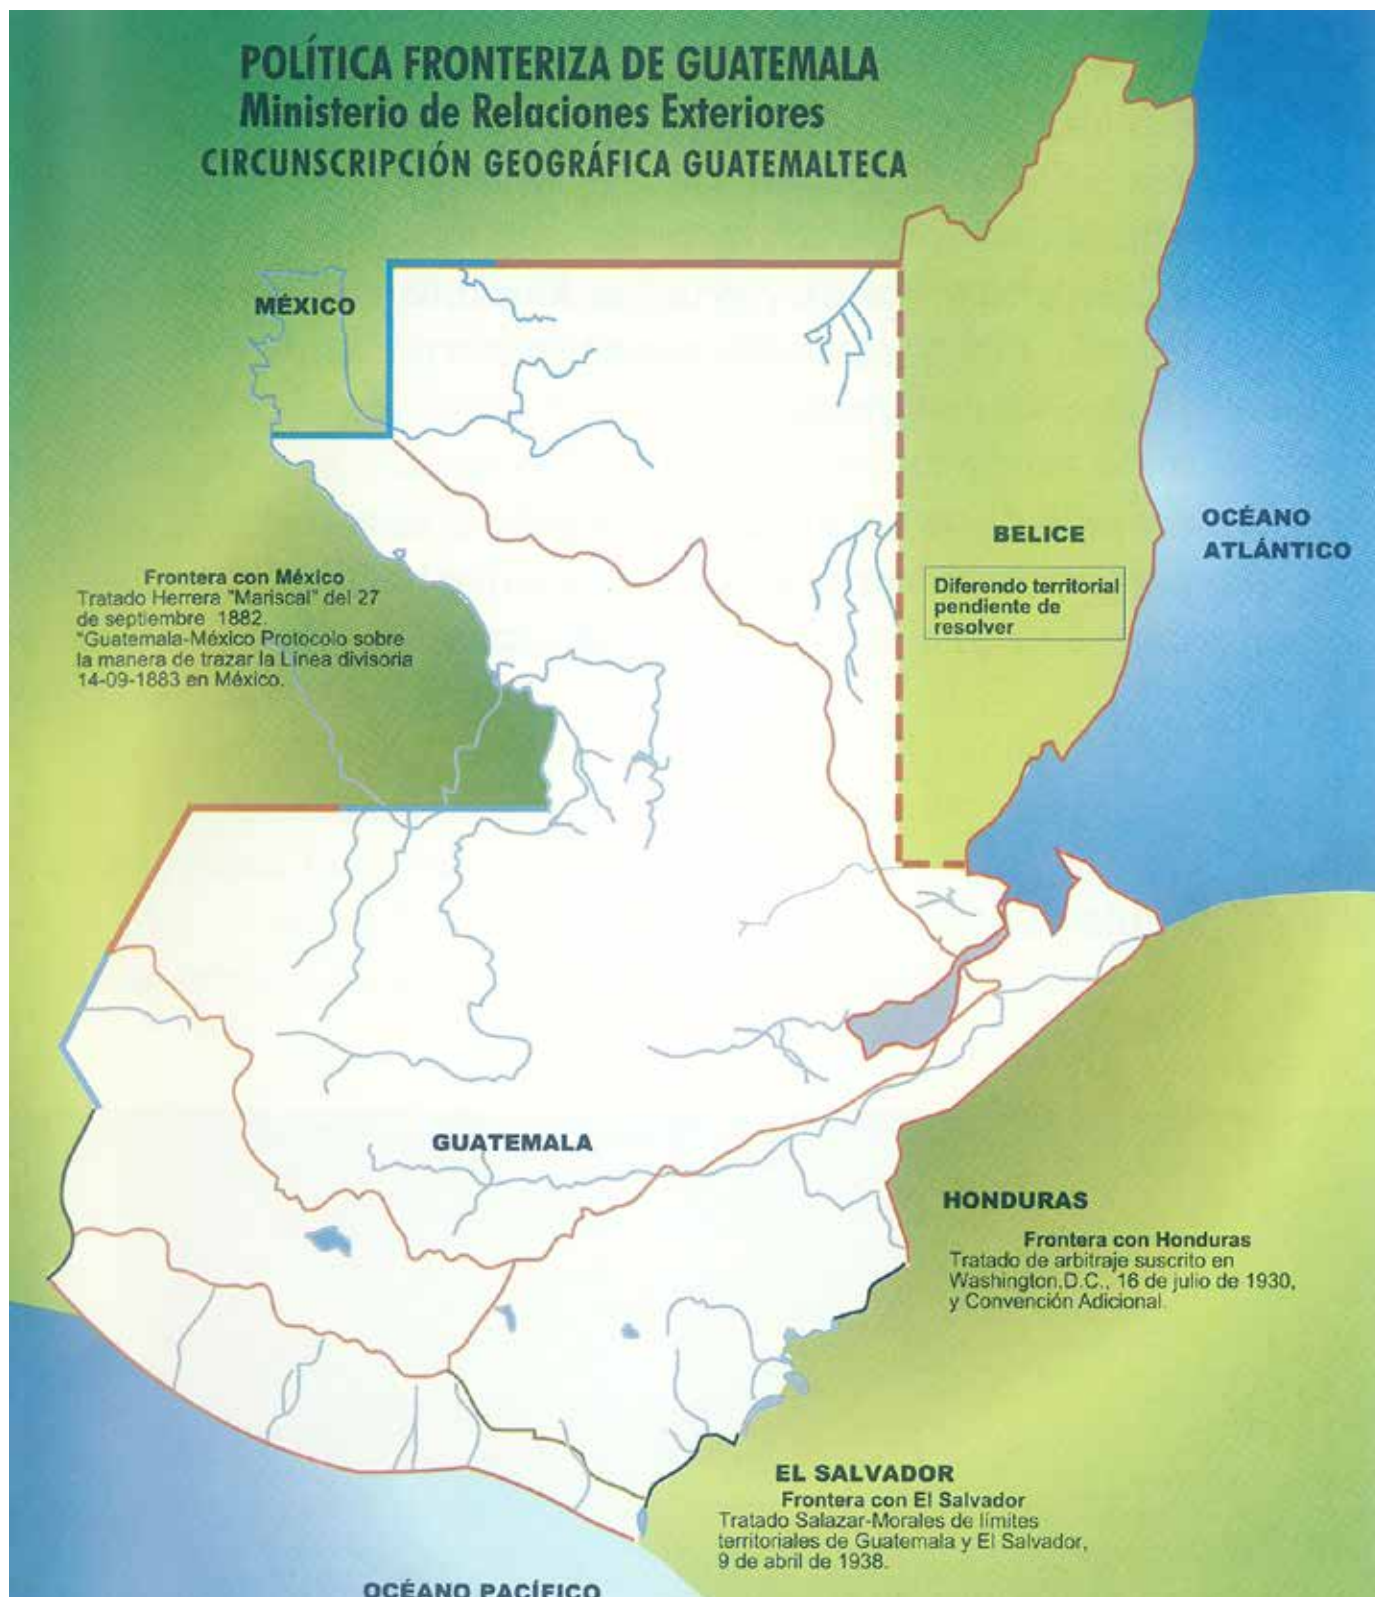 POLÍTICA FRONTERIZA DE GUATEMALA
Ministerio de Relaciones Exteriores
CIRCUNSCRIPCIÓN GEOGRÁFICA GUATEMALTECA
MÉXICO
OCÉANO
ATLÁNTICO
BELICE
Diferendo territorial
pendiente de
resolver
Frontera con México
Tratado Herrera "Mariscal" del 27
de septiembre 1882.
"Guatemala-México Protocolo sobre
la manera de trazar la Línea divisoria
14-09-1883 en México.
GUATEMALA
HONDURAS
Frontera con Honduras
Tratado de arbitraje suscrito en
Washington,D.C., 16 de julio de 1930,
y Convención Adicional.
EL SALVADOR
Frontera con El Salvador
Tratado Salazar-Morales de límites
territoriales de Guatemala y El Salvador,
9 de abril de 1938.
OCÉANO PACÍFICO